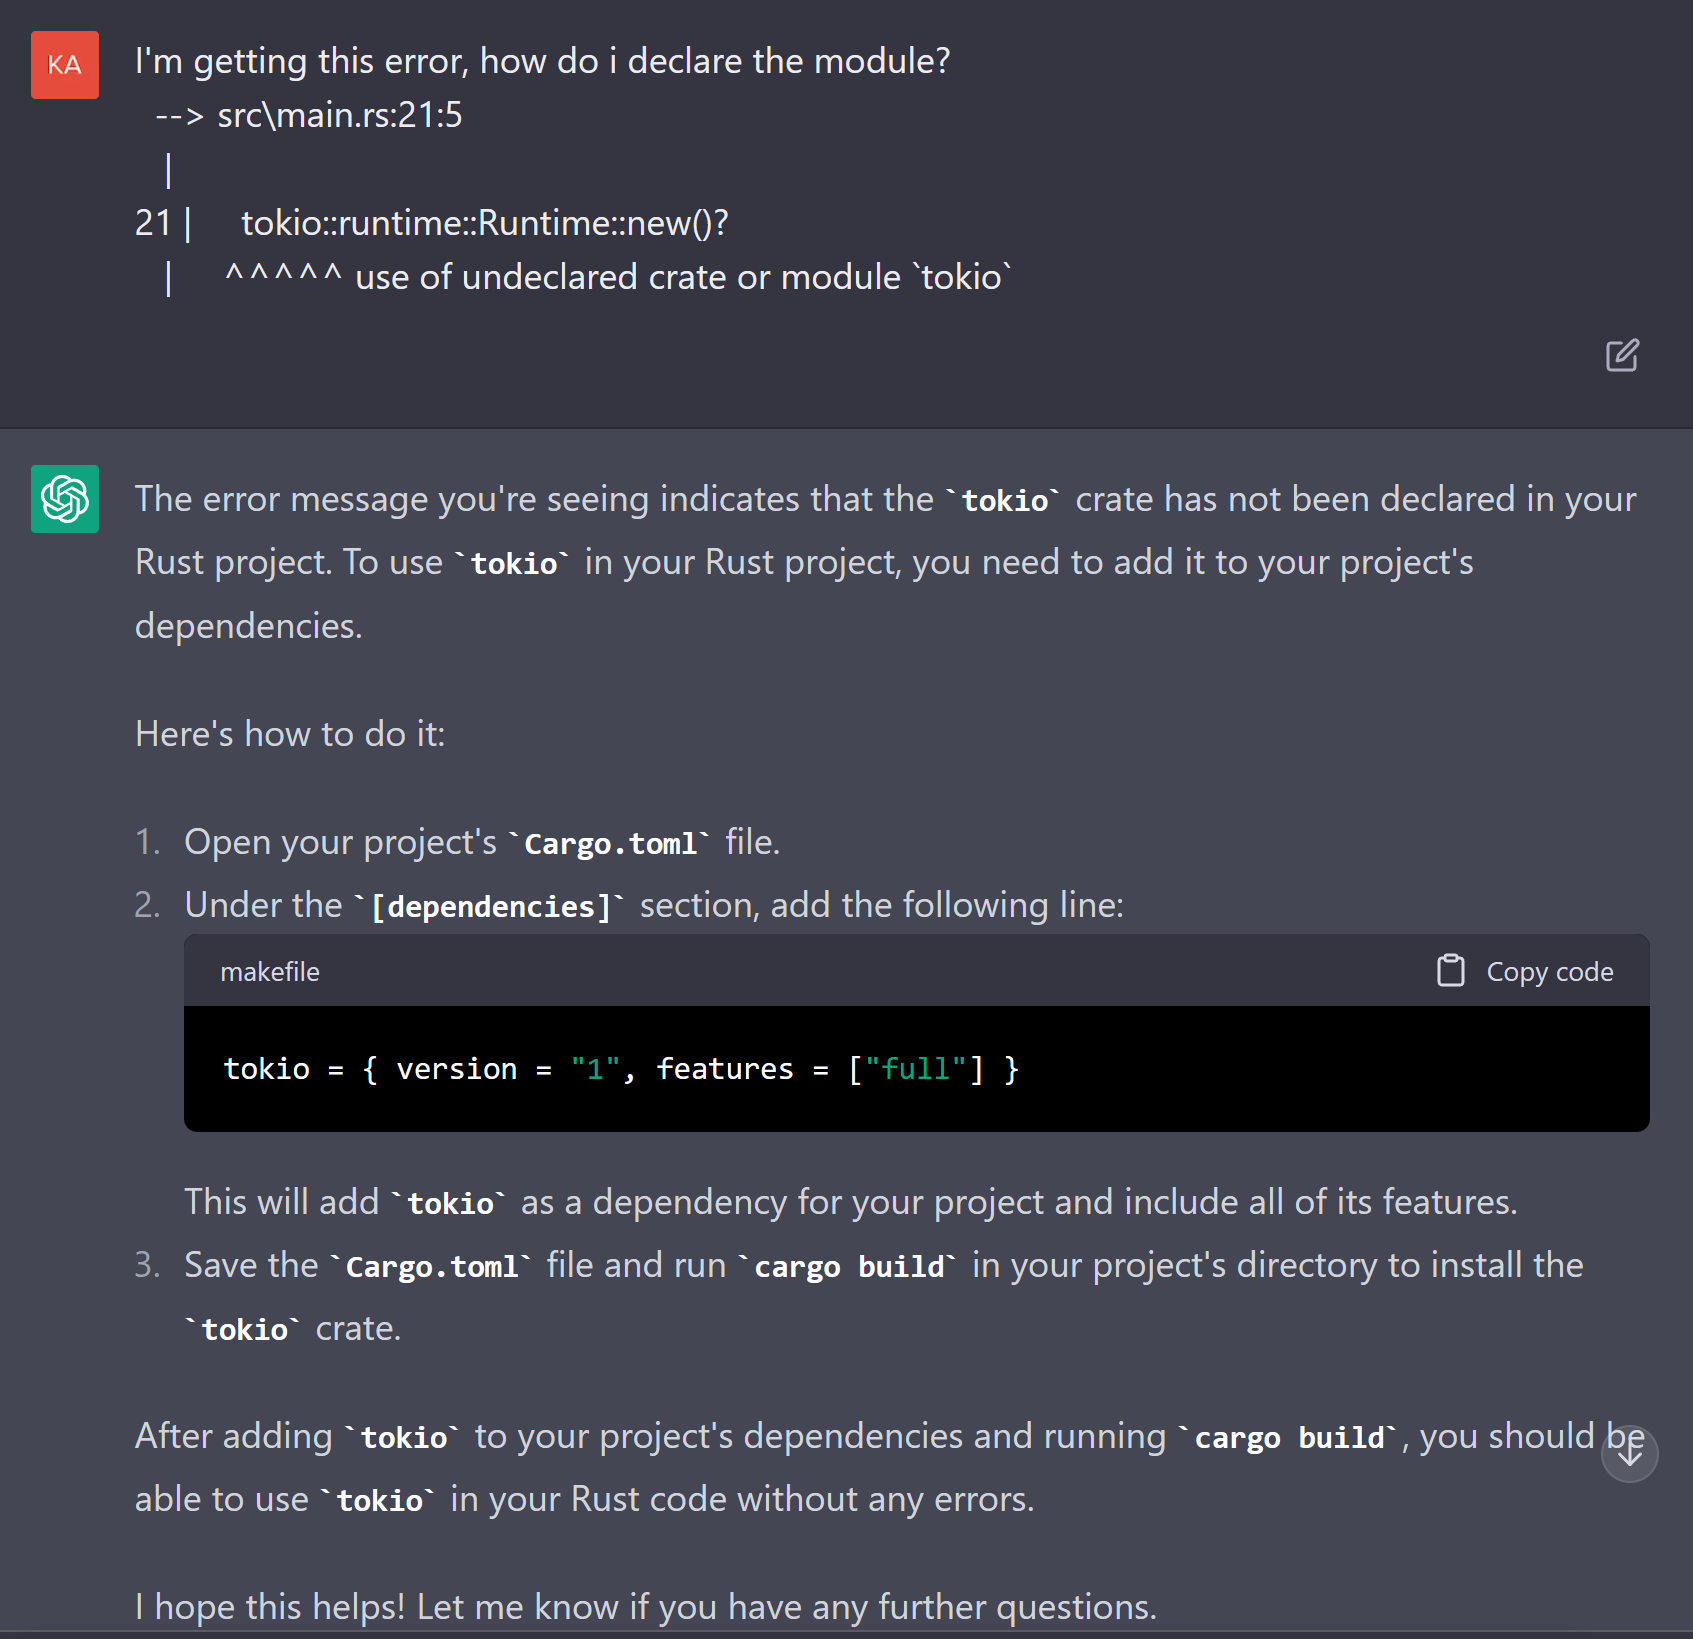 KA
I'm getting this error, how do i declare the module?
--> src\main.rs:21:5
|
21 | tokio::runtime::Runtime::new()?
| ^^^^^ use of undeclared crate or module `tokio`
The error message you're seeing indicates that the `tokio` crate has not been declared in your
Rust project. To use `tokio` in your Rust project, you need to add it to your project's
dependencies.
Here's how to do it:
1. Open your project's `Cargo.toml` file.
2. Under the `[dependencies]` section, add the following line:
makefile
Copy code
tokio = { version = "1", features = ["full"] }
This will add `tokio` as a dependency for your project and include all of its features.
3. Save the `Cargo.toml` file and run `cargo build` in your project's directory to install the
`tokio` crate.
After adding `tokio` to your project's dependencies and running `cargo build`, you should be
able to use `tokio` in your Rust code without any errors.
I hope this helps! Let me know if you have any further questions.